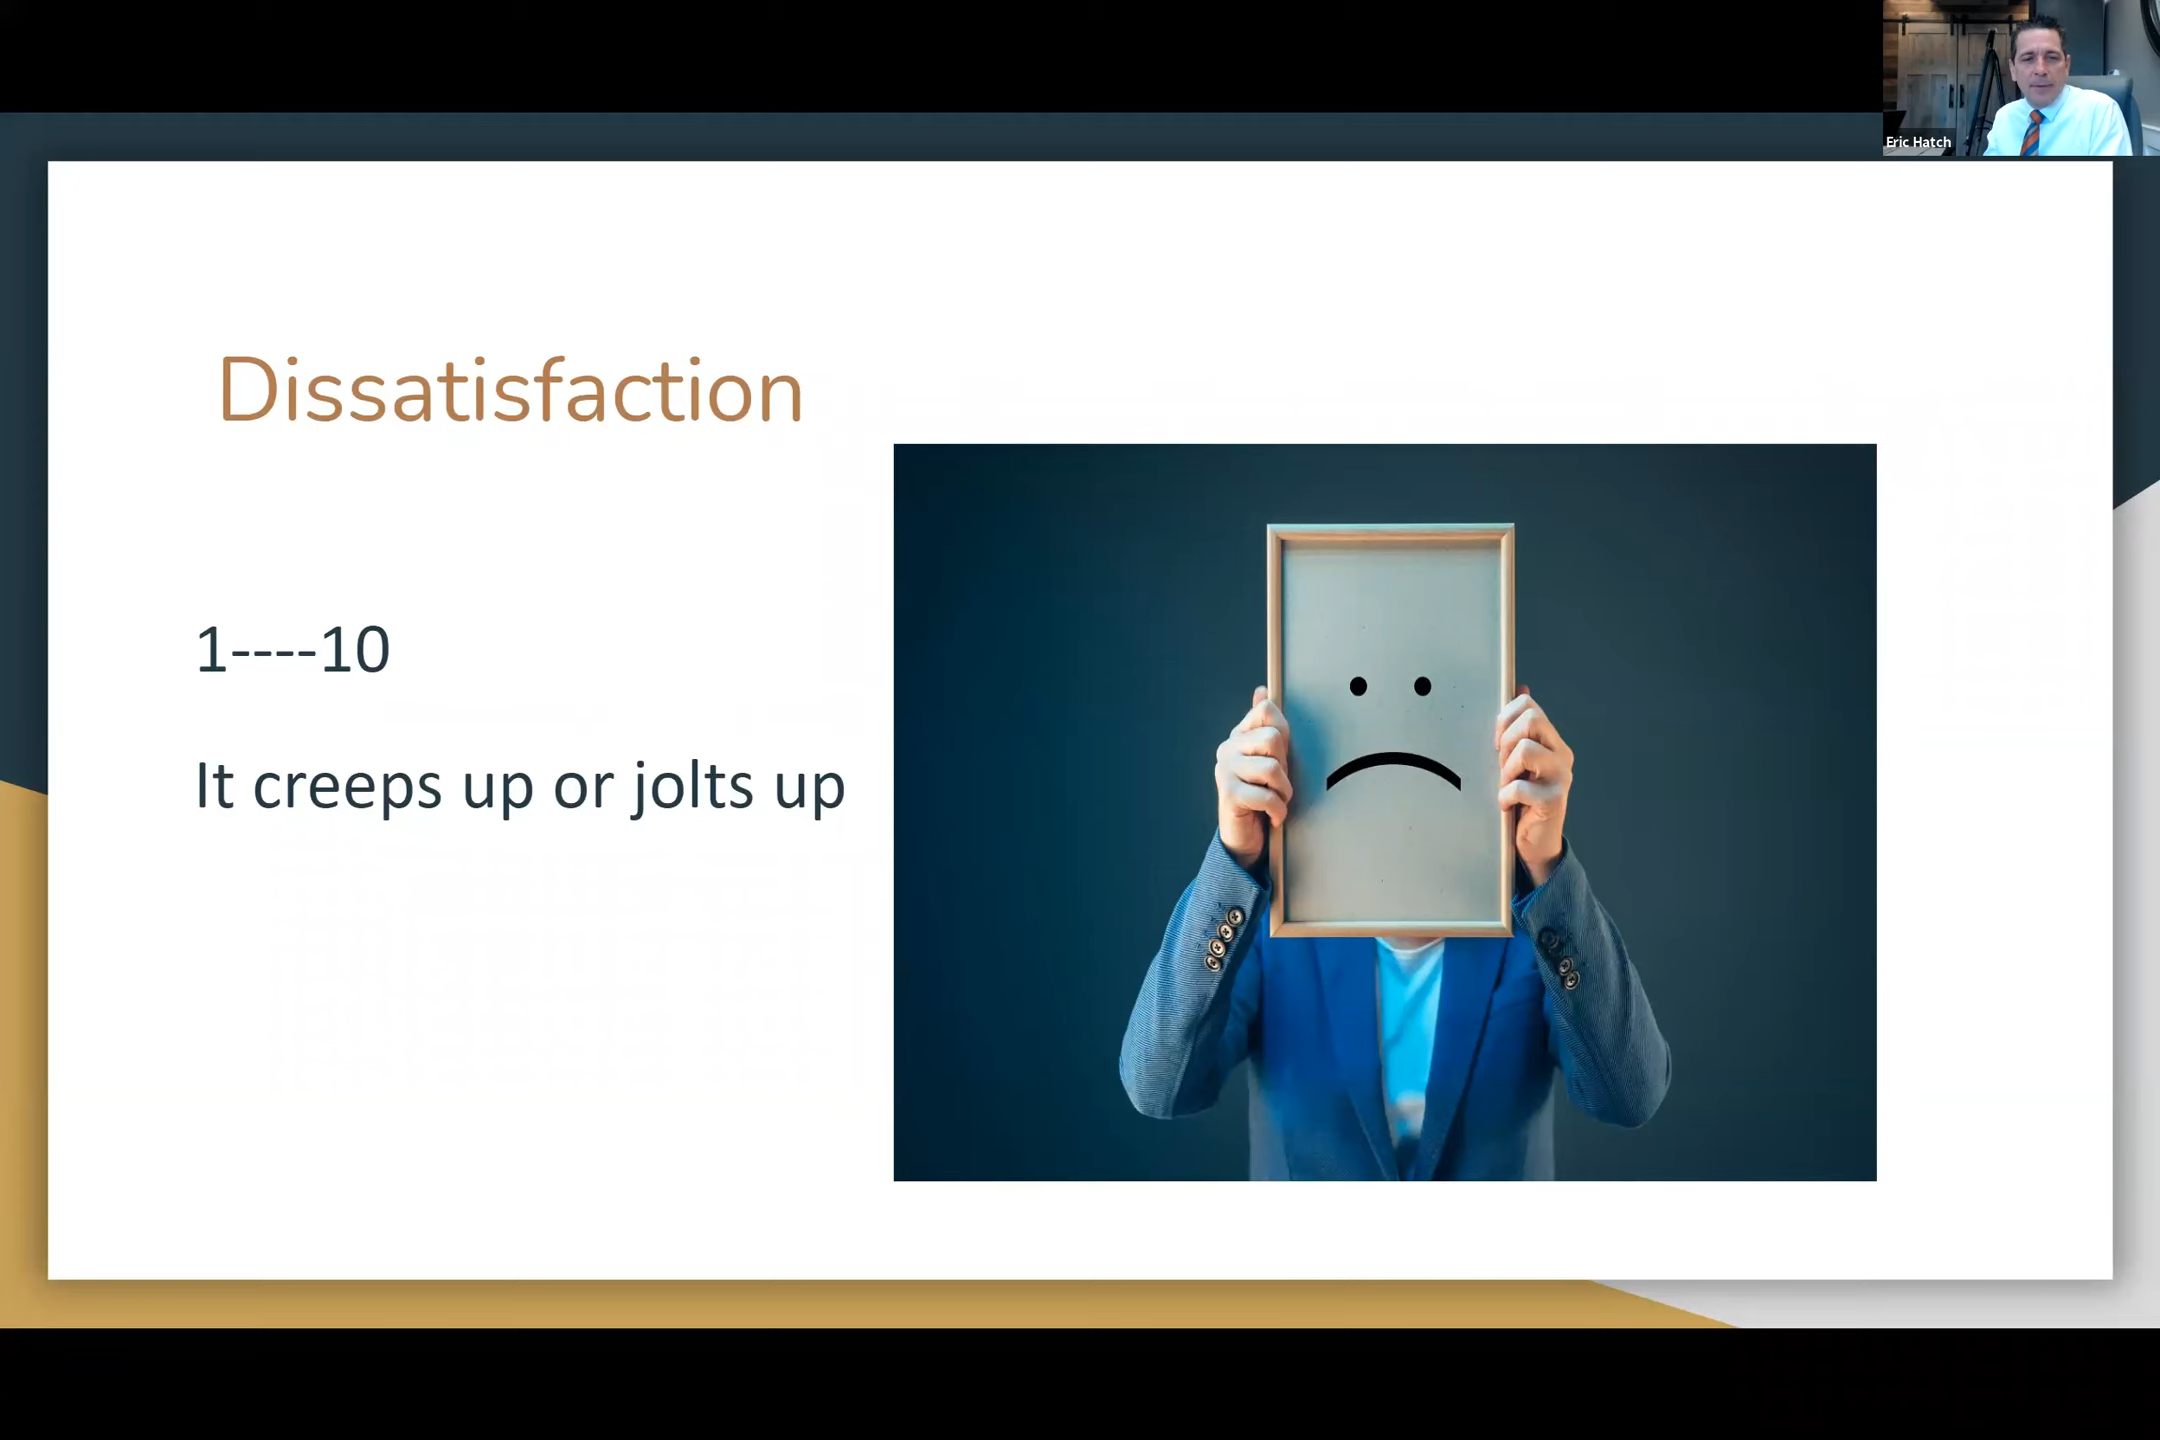 Eric Hatch
Dissatisfaction
1----10
It creeps up or jolts up